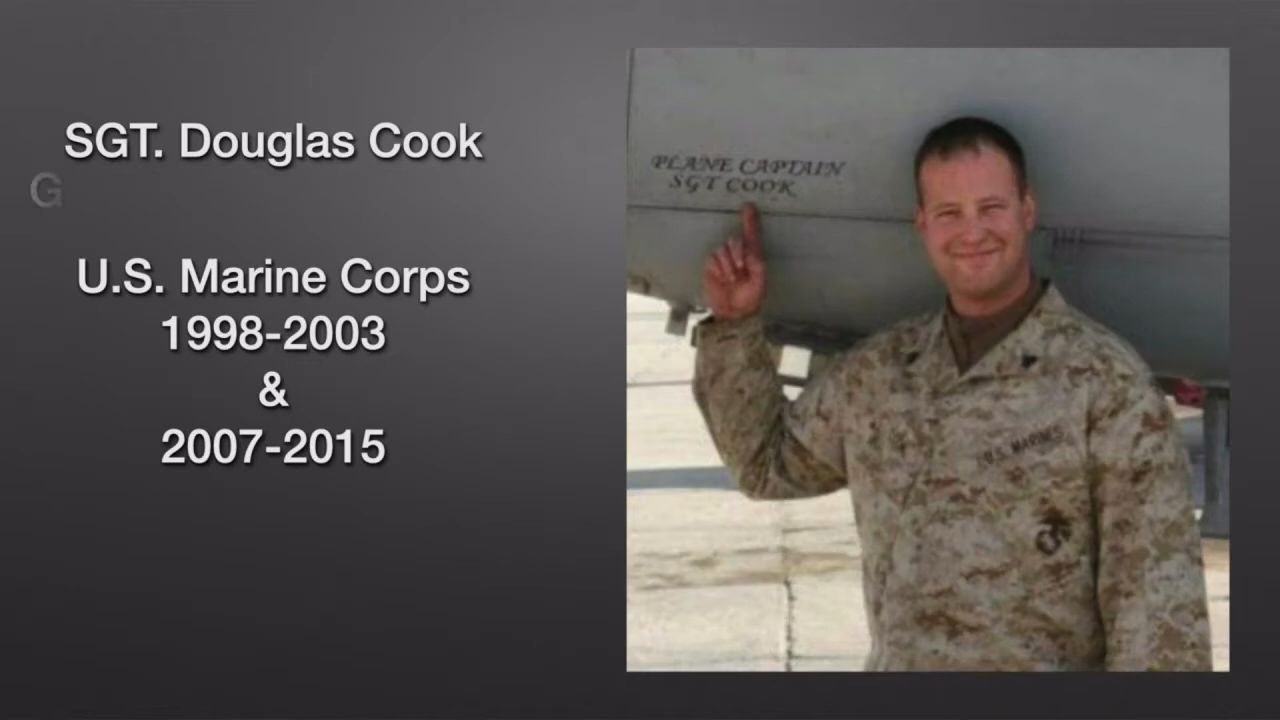 SGT. Douglas Cook
G
U.S. Marine Corps
1998-2003
&
2007-2015
PLANE CAPTAIN
SGT COOK
U.S. MARINES